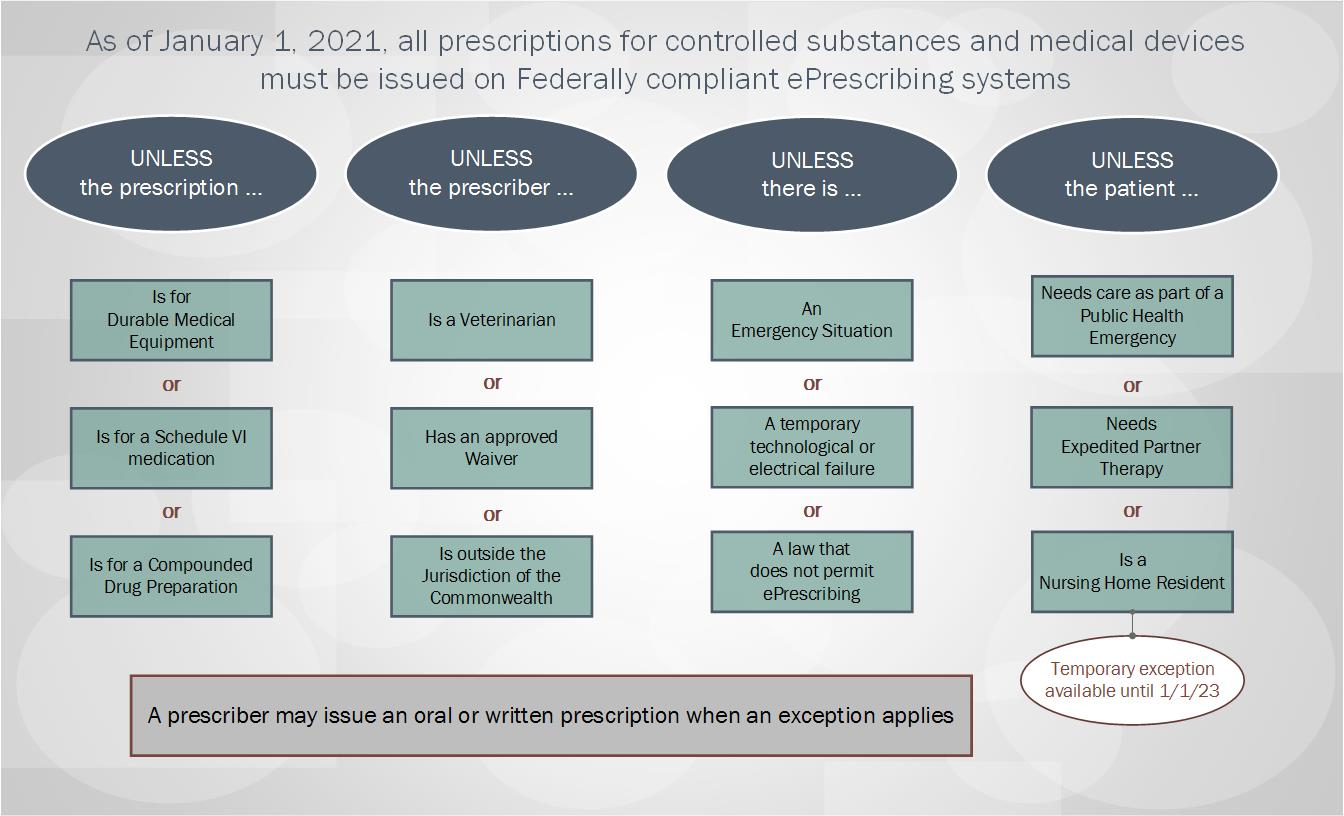 As of January 1, 2021, all prescriptions for controlled substances and medical devices
must be issued on Federally compliant ePrescribing systems
UNLESS
the prescription ...
Is for
Durable Medical
Equipment
or
Is for a Schedule VI
medication
or
Is for a Compounded
Drug Preparation
UNLESS
the prescriber ...
Is a Veterinarian
or
Has an approved
Waiver
or
Is outside the
Jurisdiction of the
Commonwealth
UNLESS
there is ...
An
Emergency Situation
or
A temporary
technological or
electrical failure
or
A law that
does not permit
ePrescribing
UNLESS
the patient ...
Needs care as part of a
Public Health
Emergency
or
Needs
Expedited Partner
Therapy
or
Is a
Nursing Home Resident
Temporary exception
available until 1/1/23
A prescriber may issue an oral or written prescription when an exception applies